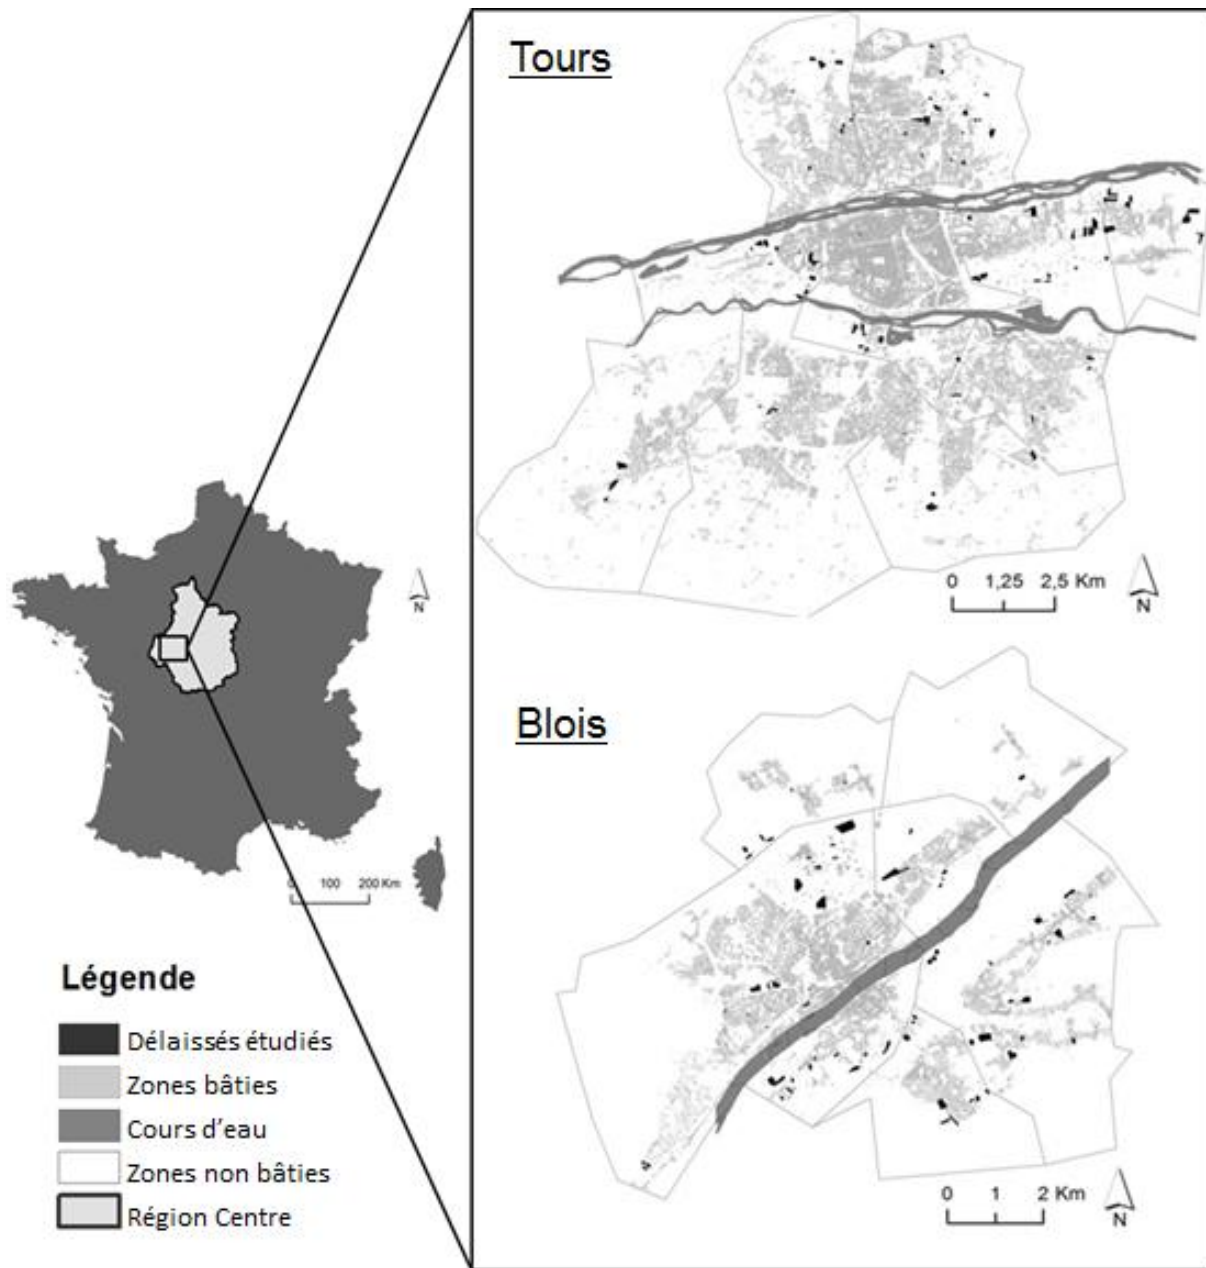 Tours
0 1,25 2,5 Km
N
Blois
0 1 2 Km
N
N
0 100 200 Km
Légende
Délaissés étudiés
Zones bâties
Cours d'eau
Zones non bâties
Région Centre